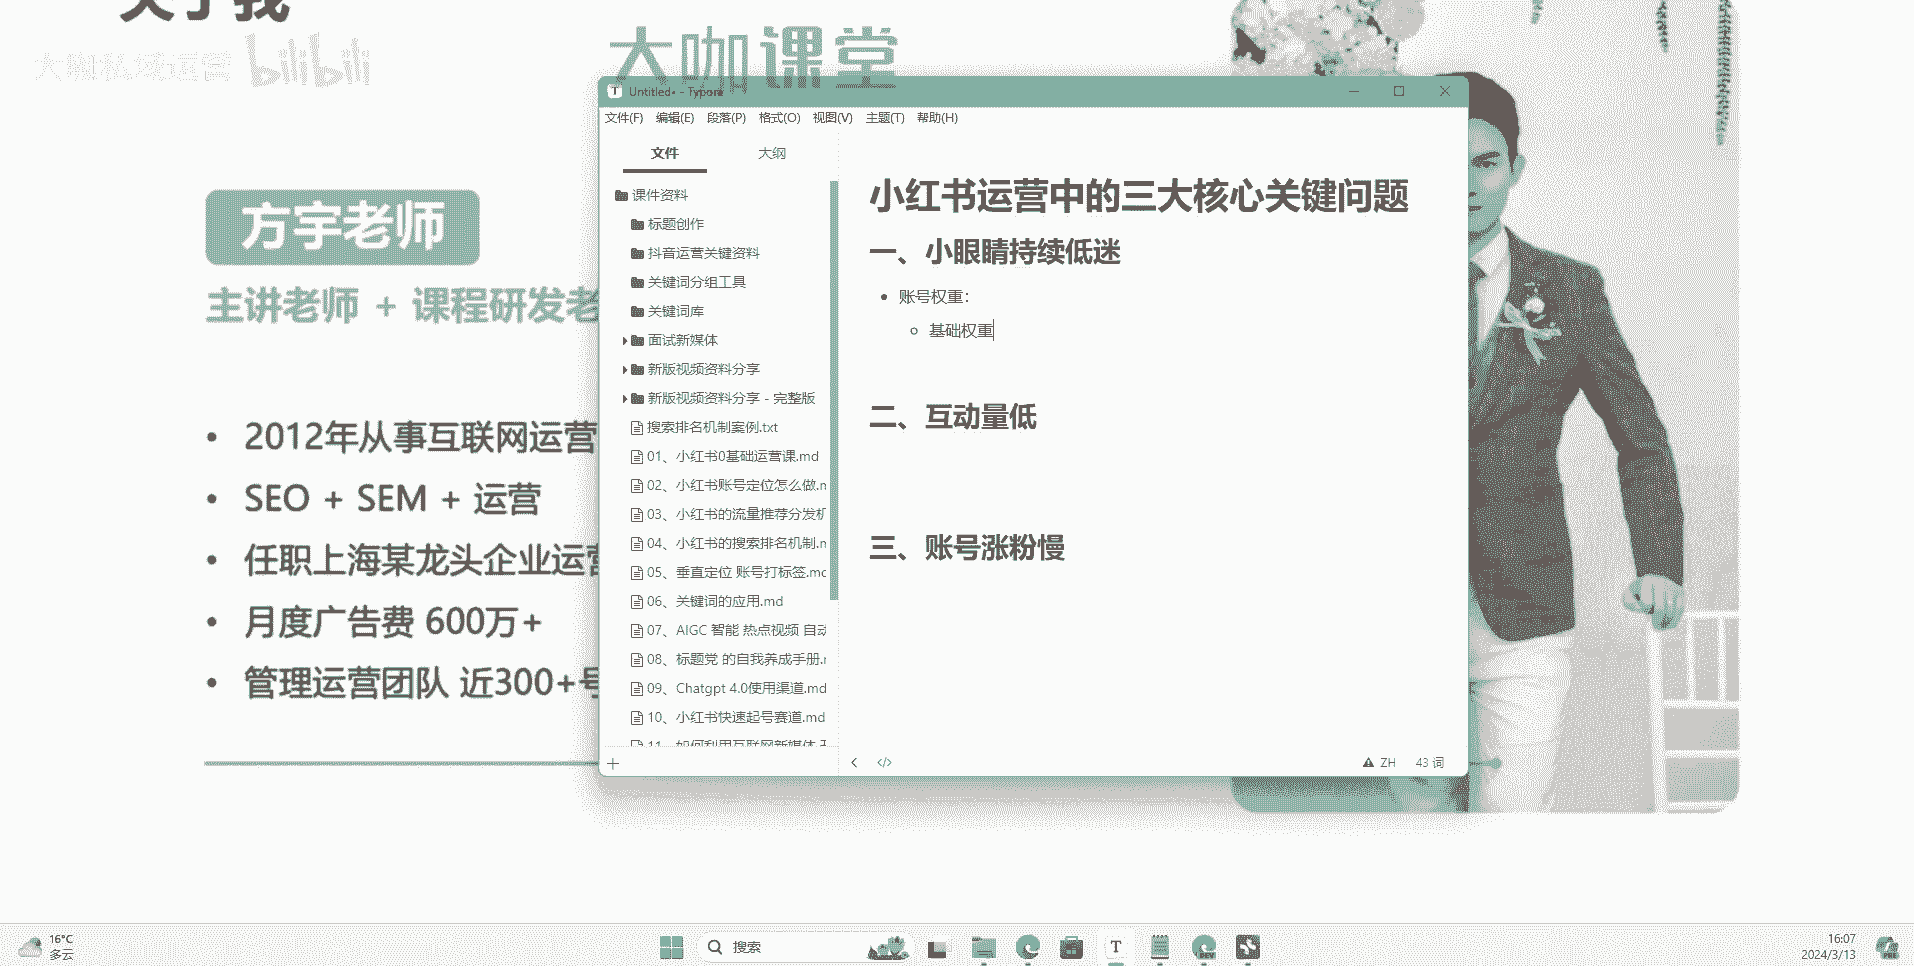 关于我
大咖私域运营 bilibili
大咖课堂
方宇老师
主讲老师 + 课程研发老
2012年从事互联网运营
SEO + SEM + 运营
任职上海某龙头企业运营
月度广告费 600万+
管理运营团队 近300+号
Untitled• - Typora
文件(F) 编辑(E) 段落(P) 格式(O) 视图(V) 主题(T) 帮助(H)
文件 大纲
课件资料
标题创作
抖音运营关键资料
关键词分组工具
关键词库
面试新媒体
新版视频资料分享
新版视频资料分享 - 完整版
搜索排名机制案例.txt
01、小红书0基础运营课.md
02、小红书账号定位怎么做.m
03、小红书的流量推荐分发机
04、小红书的搜索排名机制.m
05、垂直定位 账号打标签.md
06、关键词的应用.md
07、AIGC 智能 热点视频 自动
08、标题党 的自我养成手册.m
09、Chatgpt 4.0使用渠道.md
10、小红书快速起号赛道.md
11、如何利用互联网新媒体
小红书运营中的三大核心关键问题
一、小眼睛持续低迷
账号权重：
基础权重
二、互动量低
三、账号涨粉慢
ZH 43 词
16°C
多云
搜索
T
DEV
16:07
2024/3/13
PRE